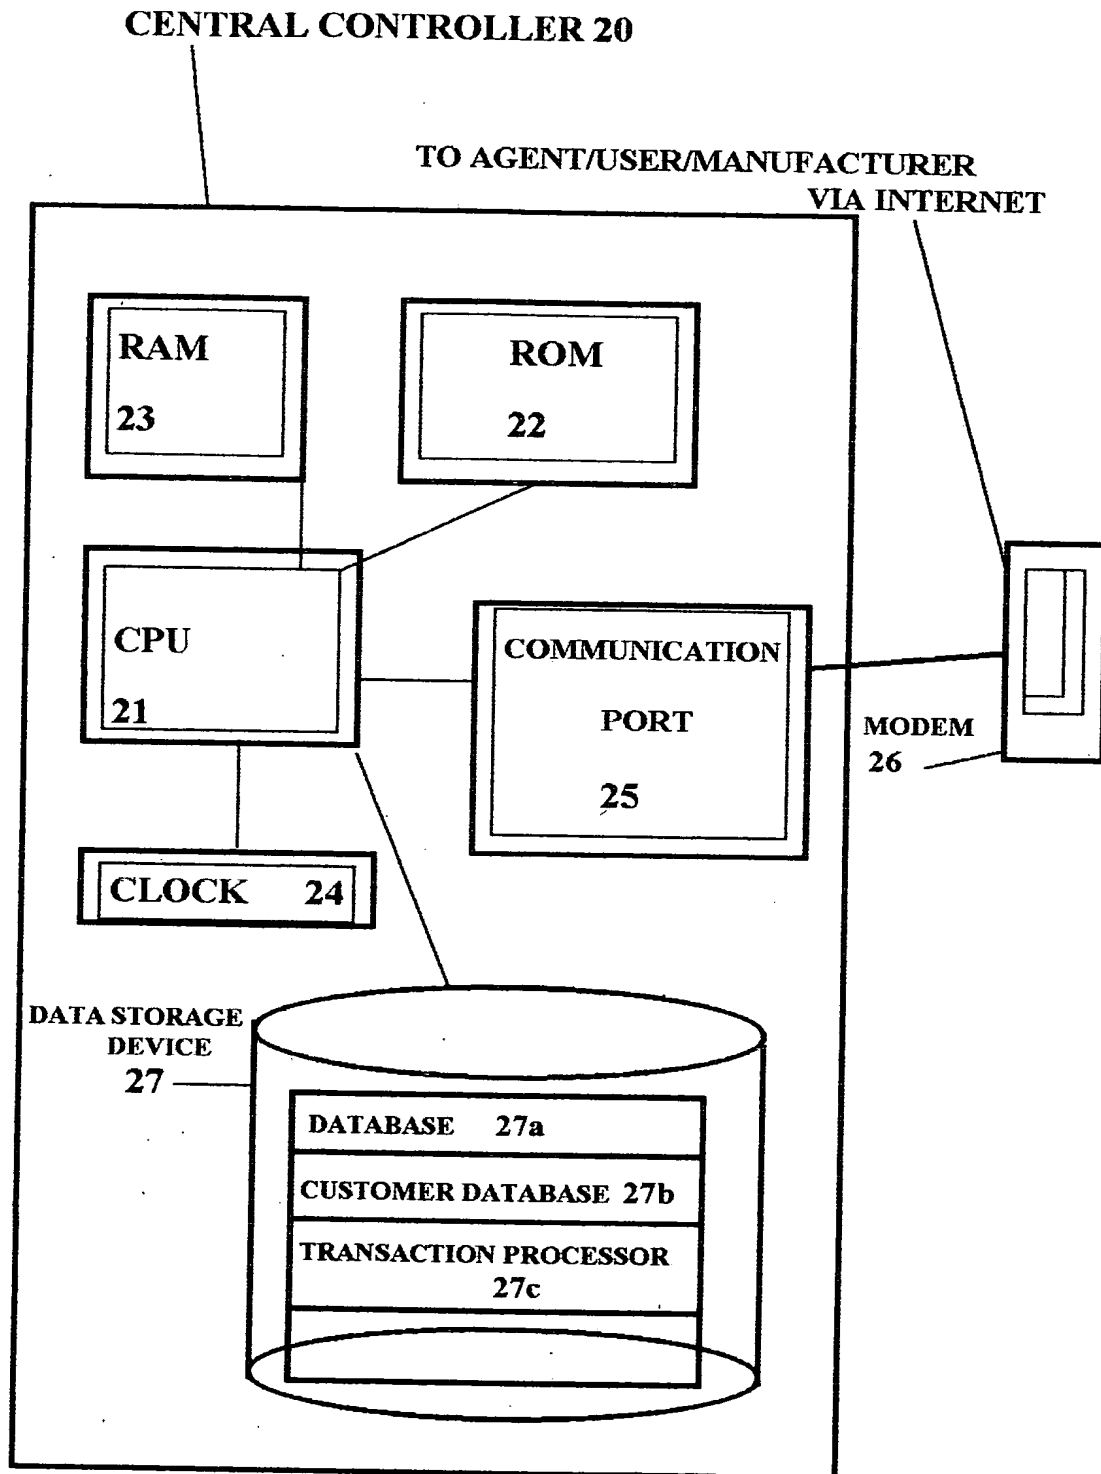 CENTRAL CONTROLLER 20
TO AGENT/USER/MANUFACTURER
VIA INTERNET
RAM
23
ROM
22
CPU
21
COMMUNICATION
PORT
25
MODEM
26
CLOCK 24
DATA STORAGE
DEVICE
27
DATABASE 27a
CUSTOMER DATABASE 27b
TRANSACTION PROCESSOR
27c